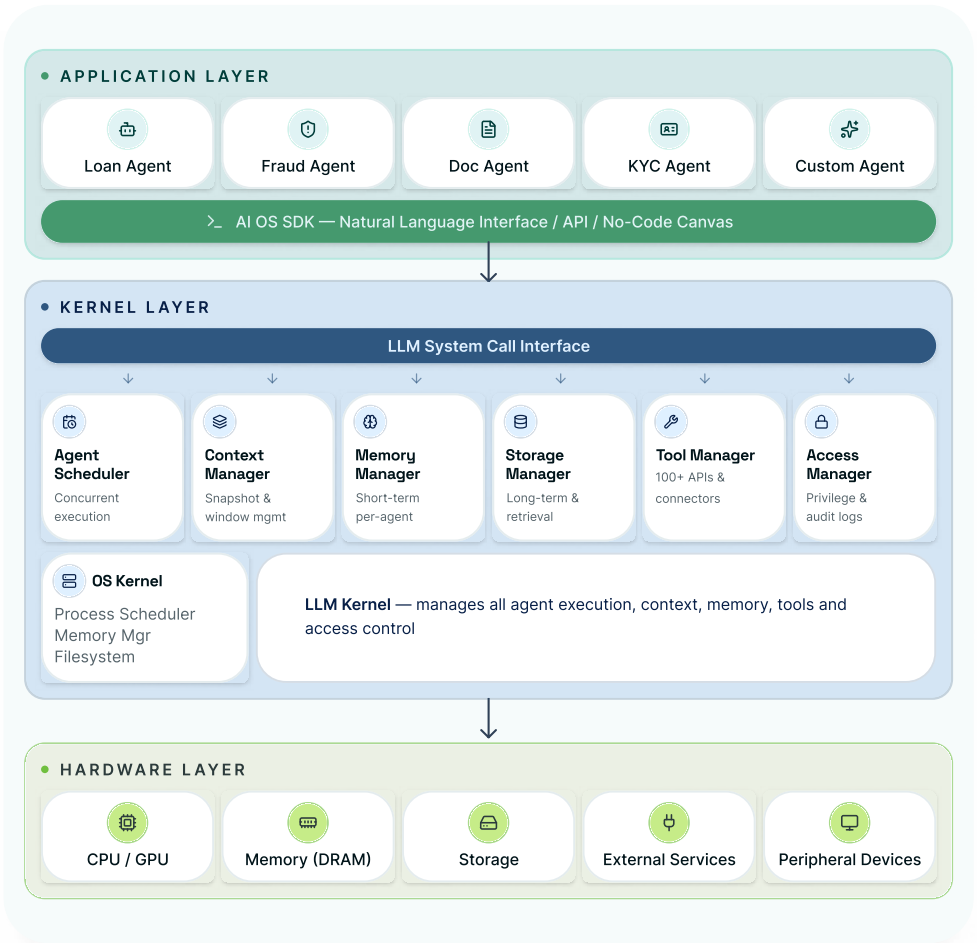 APPLICATION LAYER
Loan Agent
Fraud Agent
Doc Agent
KYC Agent
Custom Agent
AI OS SDK — Natural Language Interface / API / No-Code Canvas
KERNEL LAYER
LLM System Call Interface
Agent
Scheduler
Concurrent
execution
Context
Manager
Snapshot &
window mgmt
Memory
Manager
Short-term
per-agent
Storage
Manager
Long-term &
retrieval
Tool Manager
100+ APIs &
connectors
Access
Manager
Privilege &
audit logs
OS Kernel
Process Scheduler
Memory Mgr
Filesystem
LLM Kernel — manages all agent execution, context, memory, tools and
access control
HARDWARE LAYER
CPU / GPU
Memory (DRAM)
Storage
External Services
Peripheral Devices